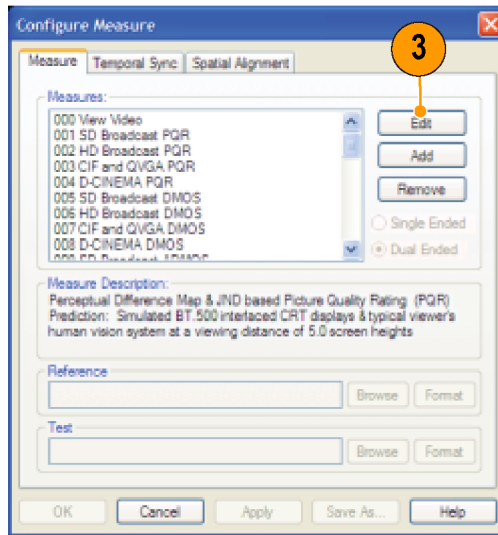 Configure Measure
3
Measure Temporal Sync Spatial Alignment
Measures:
000 View Video
001 SD Broadcast PQR
002 HD Broadcast PQR
003 CIF and QVGA PQR
004 D-CINEMA PQR
005 SD Broadcast DMOS
006 HD Broadcast DMOS
007 CIF and QVGA DMOS
008 D-CINEMA DMOS
Edit
Add
Remove
Single Ended
Dual Ended
Measure Description:
Perceptual Difference Map & JND based Picture Quality Rating (PQR)
Prediction: Simulated BT.500 interlaced CRT displays & typical viewer's
human vision system at a viewing distance of 5.0 screen heights
Reference
Browse Format
Test
Browse Format
OK Cancel Apply Save As... Help